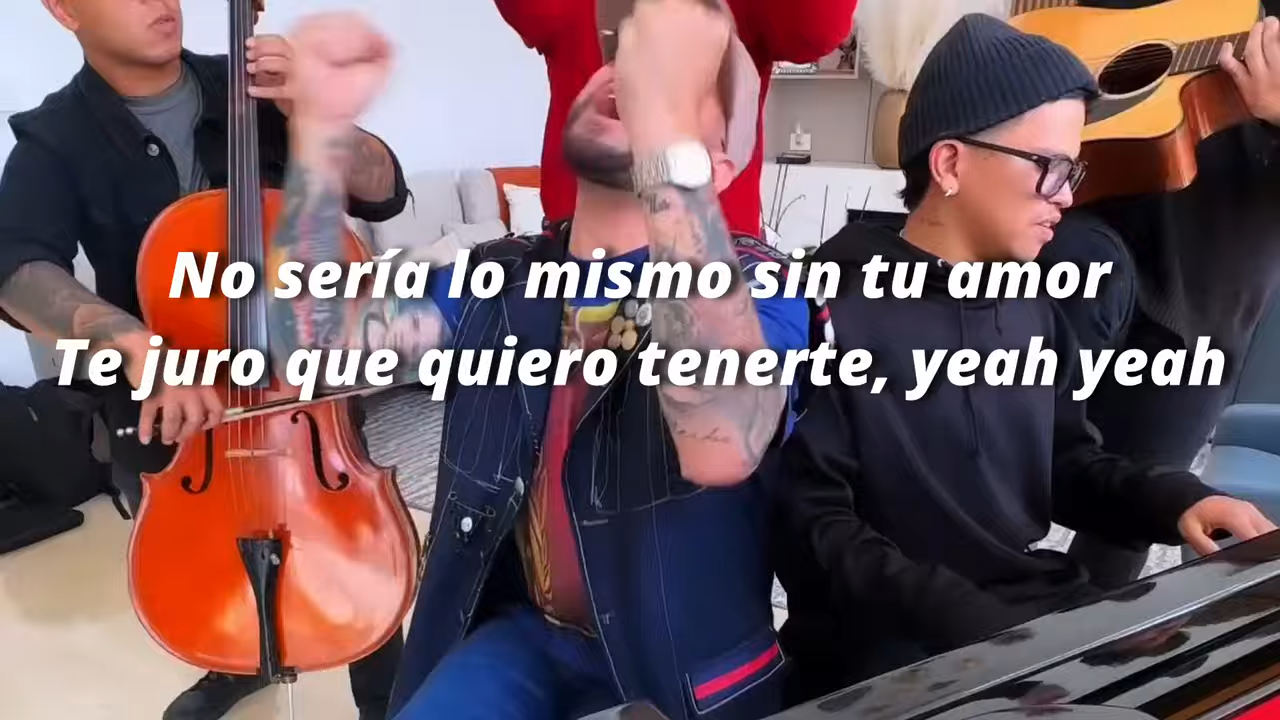 No sería lo mismo sin tu amor
Te juro que quiero tenerte, yeah yeah